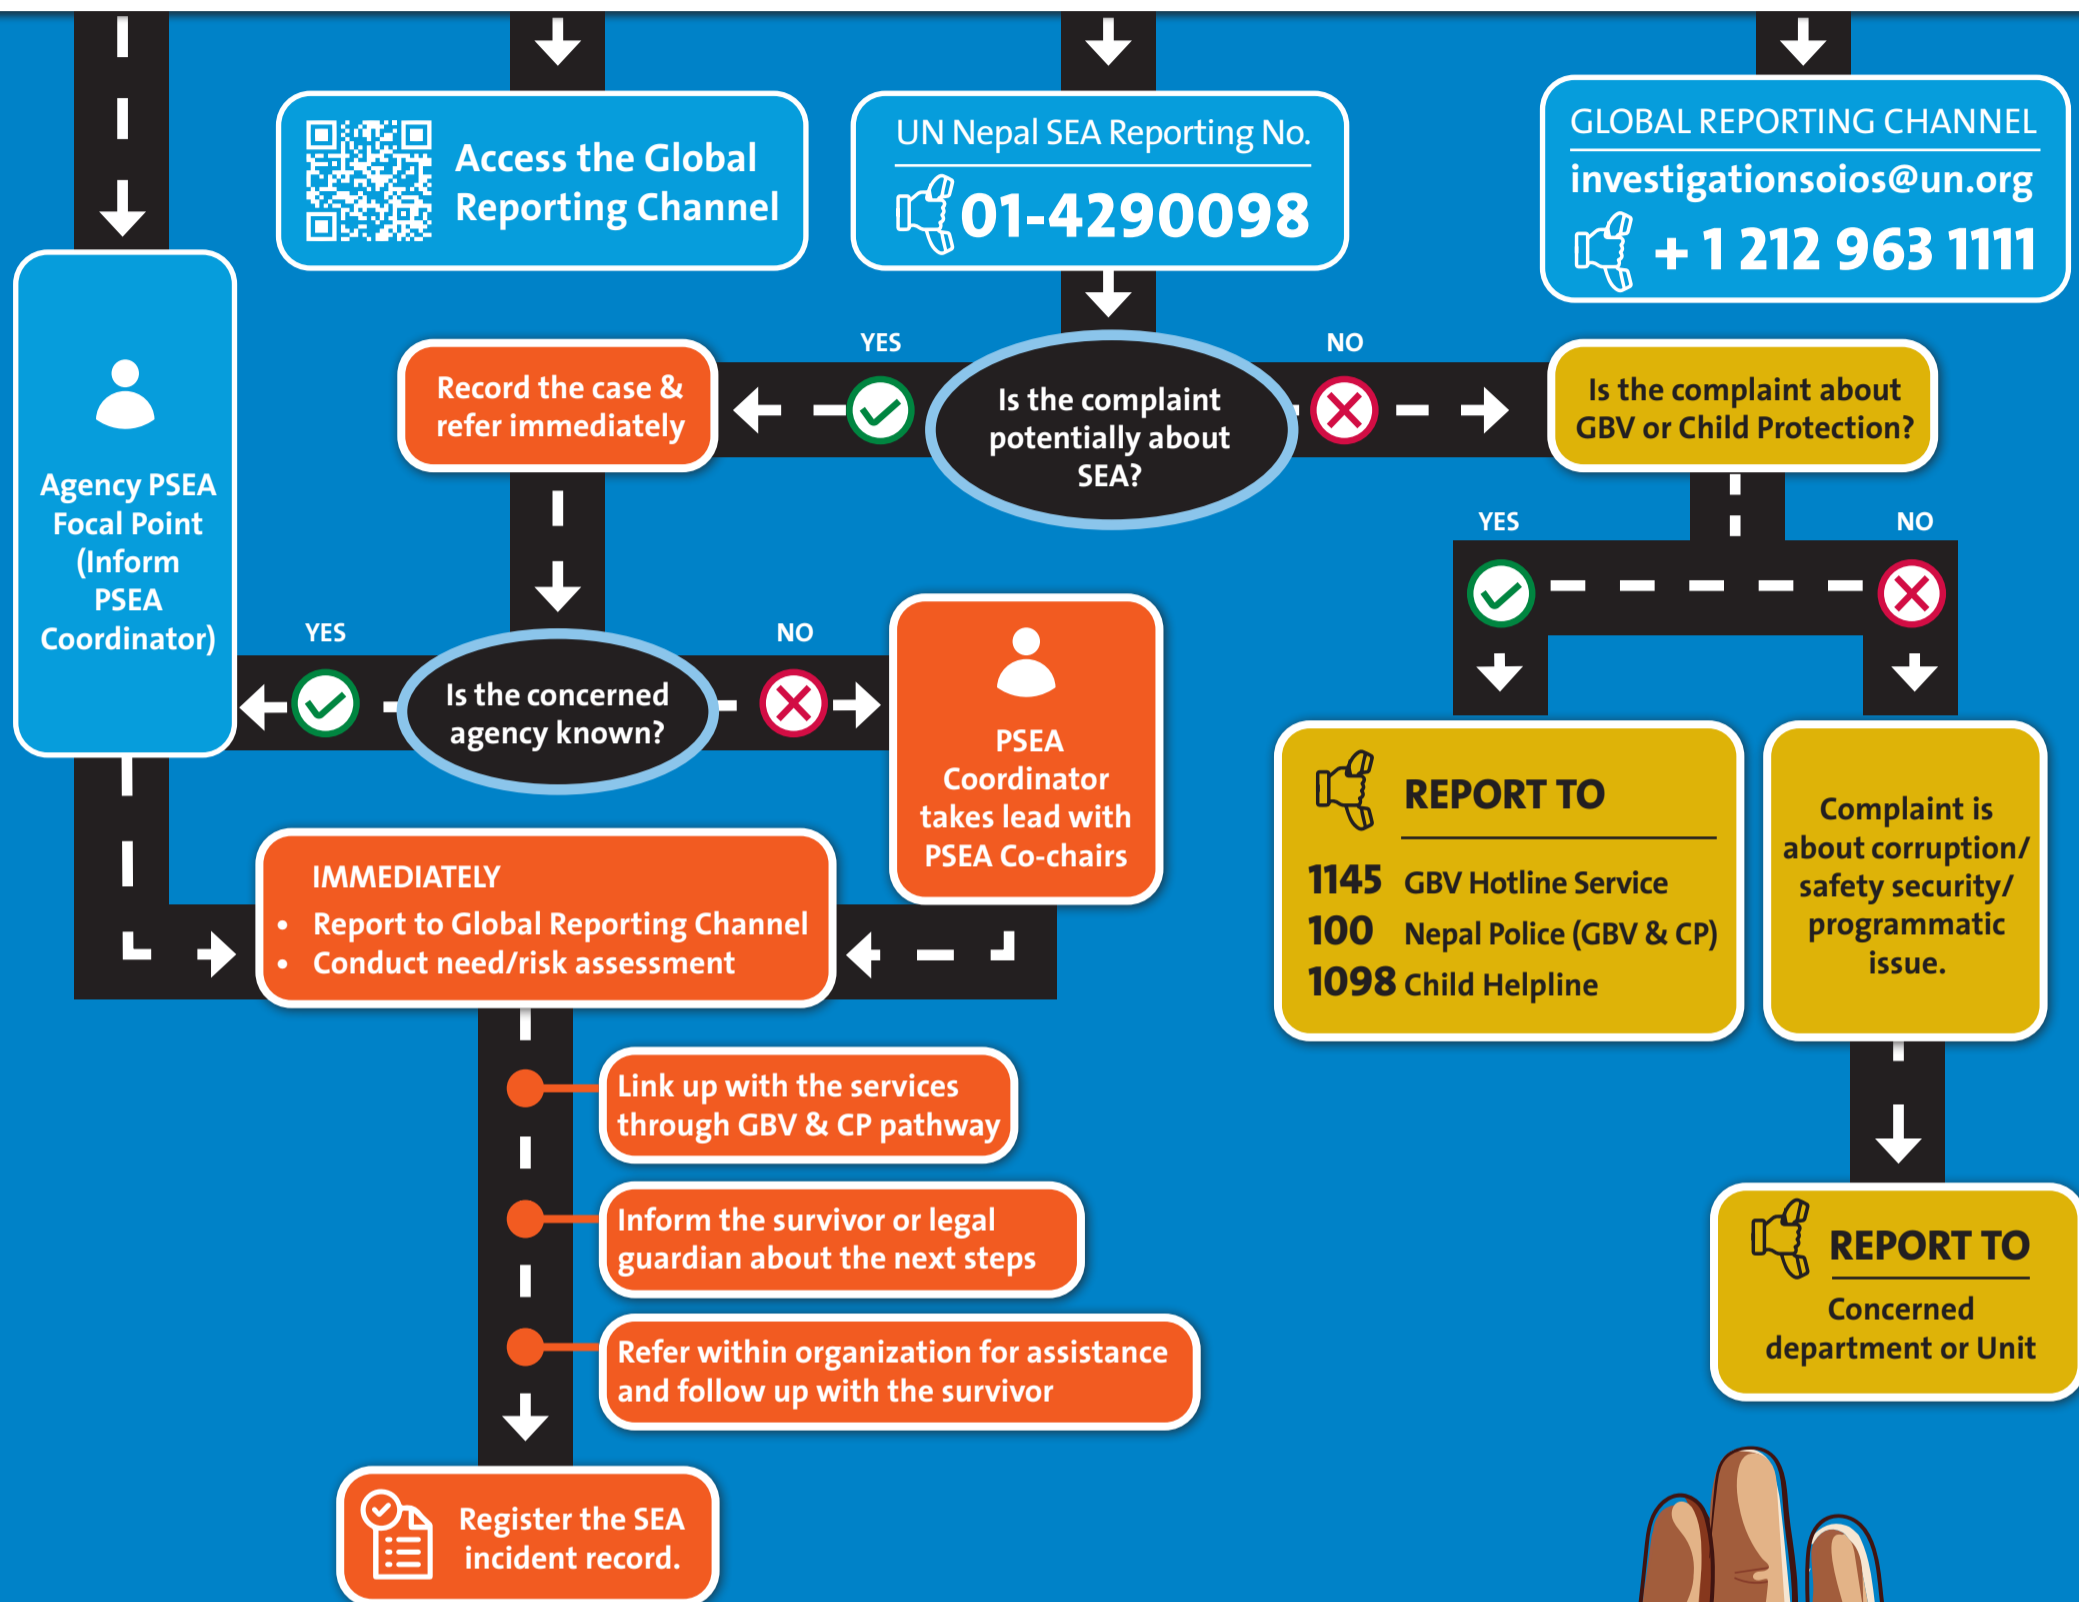 Access the Global
Reporting Channel
UN Nepal SEA Reporting No.
01-4290098
GLOBAL REPORTING CHANNEL
investigationsoios@un.org
+ 1 212 963 1111
Agency PSEA
Focal Point
(Inform
PSEA
Coordinator)
Record the case &
refer immediately
YES
Is the complaint
potentially about
SEA?
NO
Is the complaint about
GBV or Child Protection?
YES
NO
YES
Is the concerned
agency known?
NO
PSEA
Coordinator
takes lead with
PSEA Co-chairs
REPORT TO
1145 GBV Hotline Service
100 Nepal Police (GBV & CP)
1098 Child Helpline
Complaint is
about corruption/
safety security/
programmatic
issue.
IMMEDIATELY
• Report to Global Reporting Channel
• Conduct need/risk assessment
Link up with the services
through GBV & CP pathway
Inform the survivor or legal
guardian about the next steps
Refer within organization for assistance
and follow up with the survivor
REPORT TO
Concerned
department or Unit
Register the SEA
incident record.